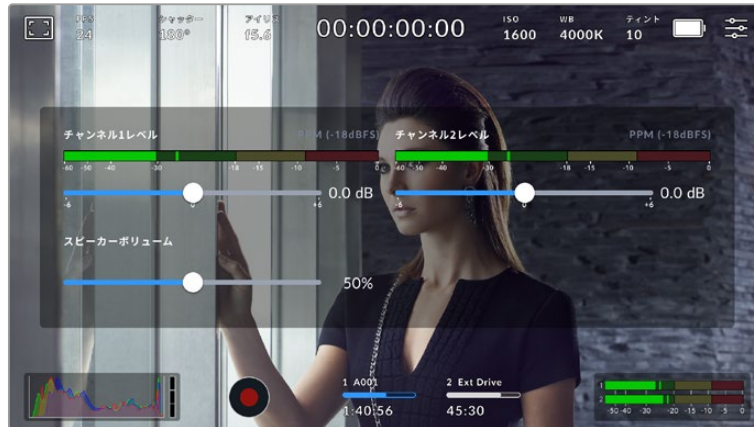 FPS シャッター アイリス 00:00:00:00 ISO WB ティント
24 180° f5.6 1600 4000K 10
チャンネル1レベル PPM (-18dBFS) チャンネル2レベル PPM (-18dBFS)
-60 -50 -40 -30 -18 -15 -10 -5 0 -60 -50 -40 -30 -18 -15 -10 -5 0
0.0 dB 0.0 dB
-6 0 +6 -6 0 +6
スピーカーボリューム
50%
1 A001 2 Ext Drive
1:40:56 45:30
1
2
-50 -40 -30 -20 -15 -10 -5 0